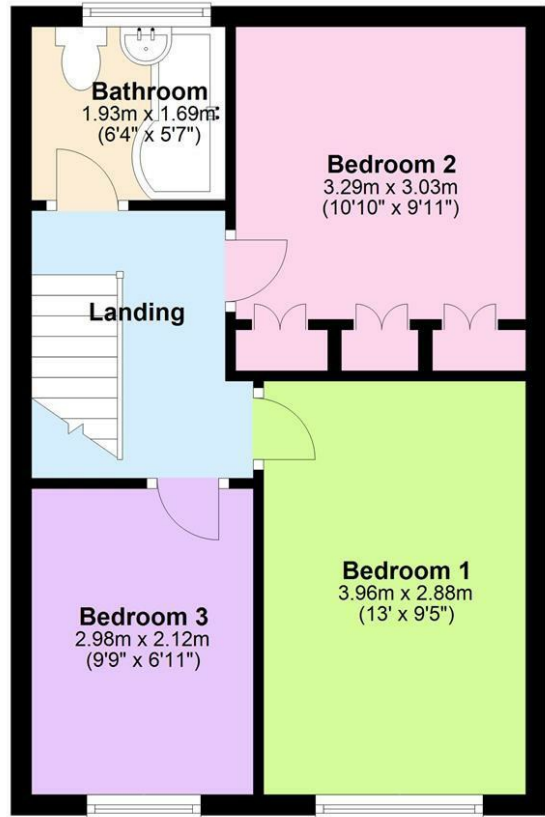 Bathroom
1.93m x 1.69m
(6'4" x 5'7")
Bedroom 2
3.29m x 3.03m
(10'10" x 9'11")
Landing
Bedroom 1
3.96m x 2.88m
(13' x 9'5")
Bedroom 3
2.98m x 2.12m
(9'9" x 6'11")